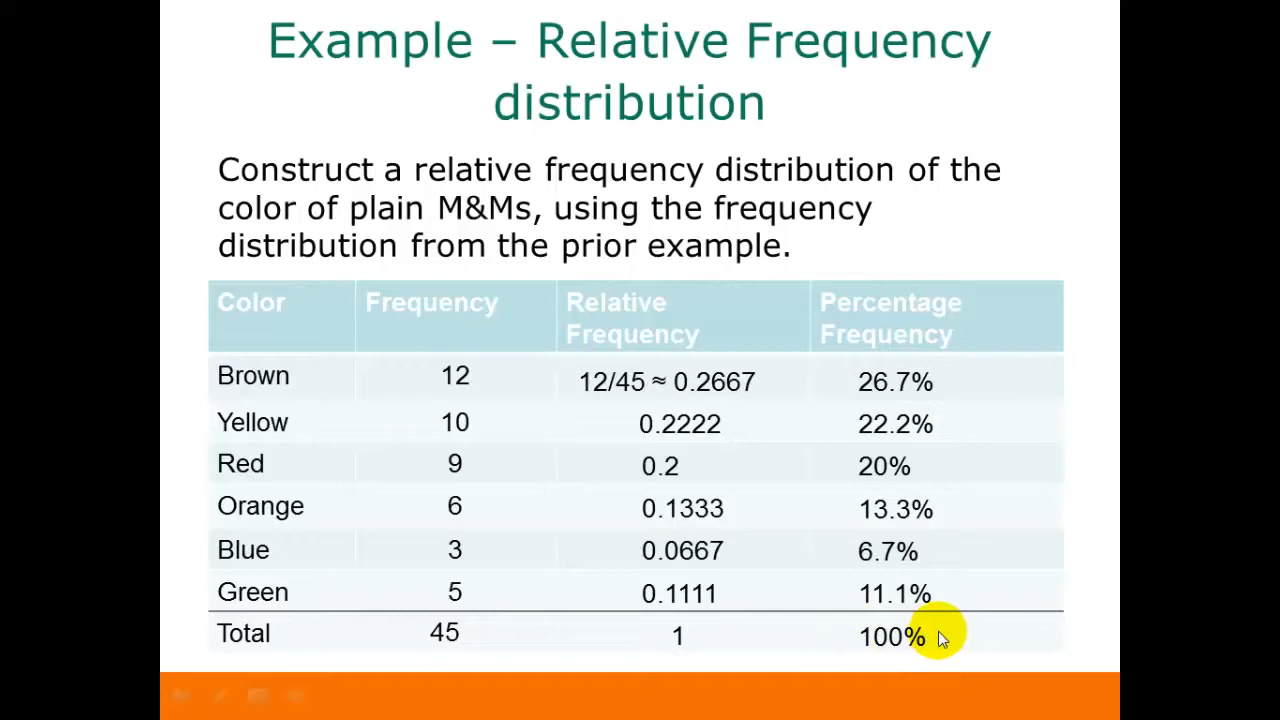 Example – Relative Frequency
distribution
Construct a relative frequency distribution of the
color of plain M&Ms, using the frequency
distribution from the prior example.
Color Frequency Relative Frequency Percentage Frequency
Brown 12 12/45 ≈ 0.2667 26.7%
Yellow 10 0.2222 22.2%
Red 9 0.2 20%
Orange 6 0.1333 13.3%
Blue 3 0.0667 6.7%
Green 5 0.1111 11.1%
Total 45 1 100%